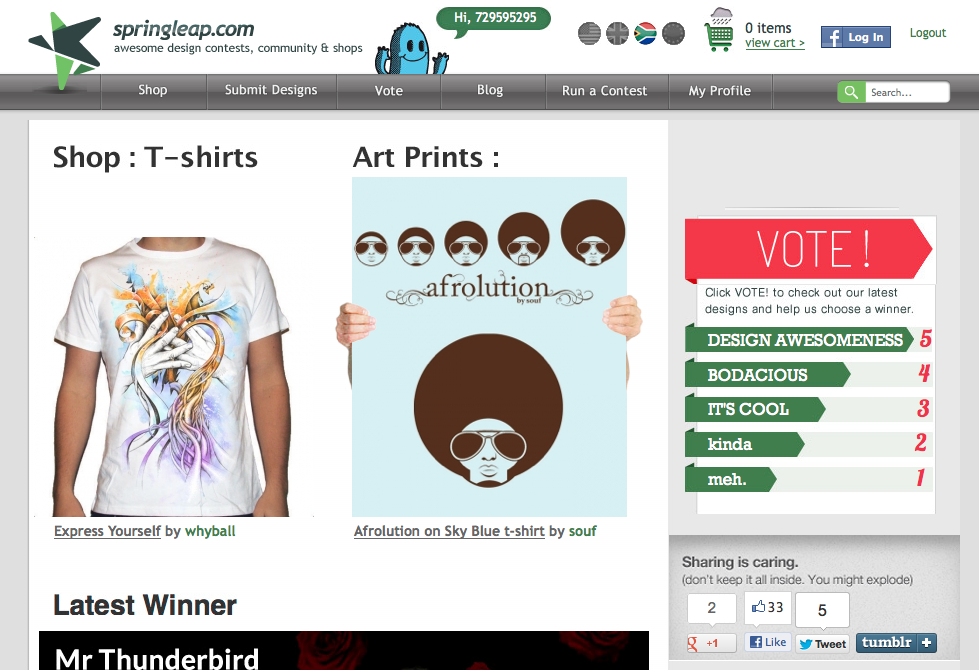 springleap.com
awesome design contests, community & shops
Hi, 729595295
0 items
view cart >
f Log In
Logout
Shop
Submit Designs
Vote
Blog
Run a Contest
My Profile
Search...
Shop : T-shirts
Art Prints :
afrolution
by souf
Express Yourself by whyball
Afrolution on Sky Blue t-shirt by souf
Latest Winner
Mr Thunderbird
VOTE!
Click VOTE! to check out our latest
designs and help us choose a winner.
DESIGN AWESOMENESS 5
BODACIOUS 4
IT'S COOL 3
kinda 2
meh. 1
Sharing is caring.
(don't keep it all inside. You might explode)
2
33
5
g +1
f Like
Tweet
tumblr +